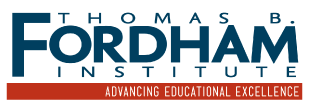 THOMAS B.
FORDHAM
INSTITUTE
ADVANCING EDUCATIONAL EXCELLENCE